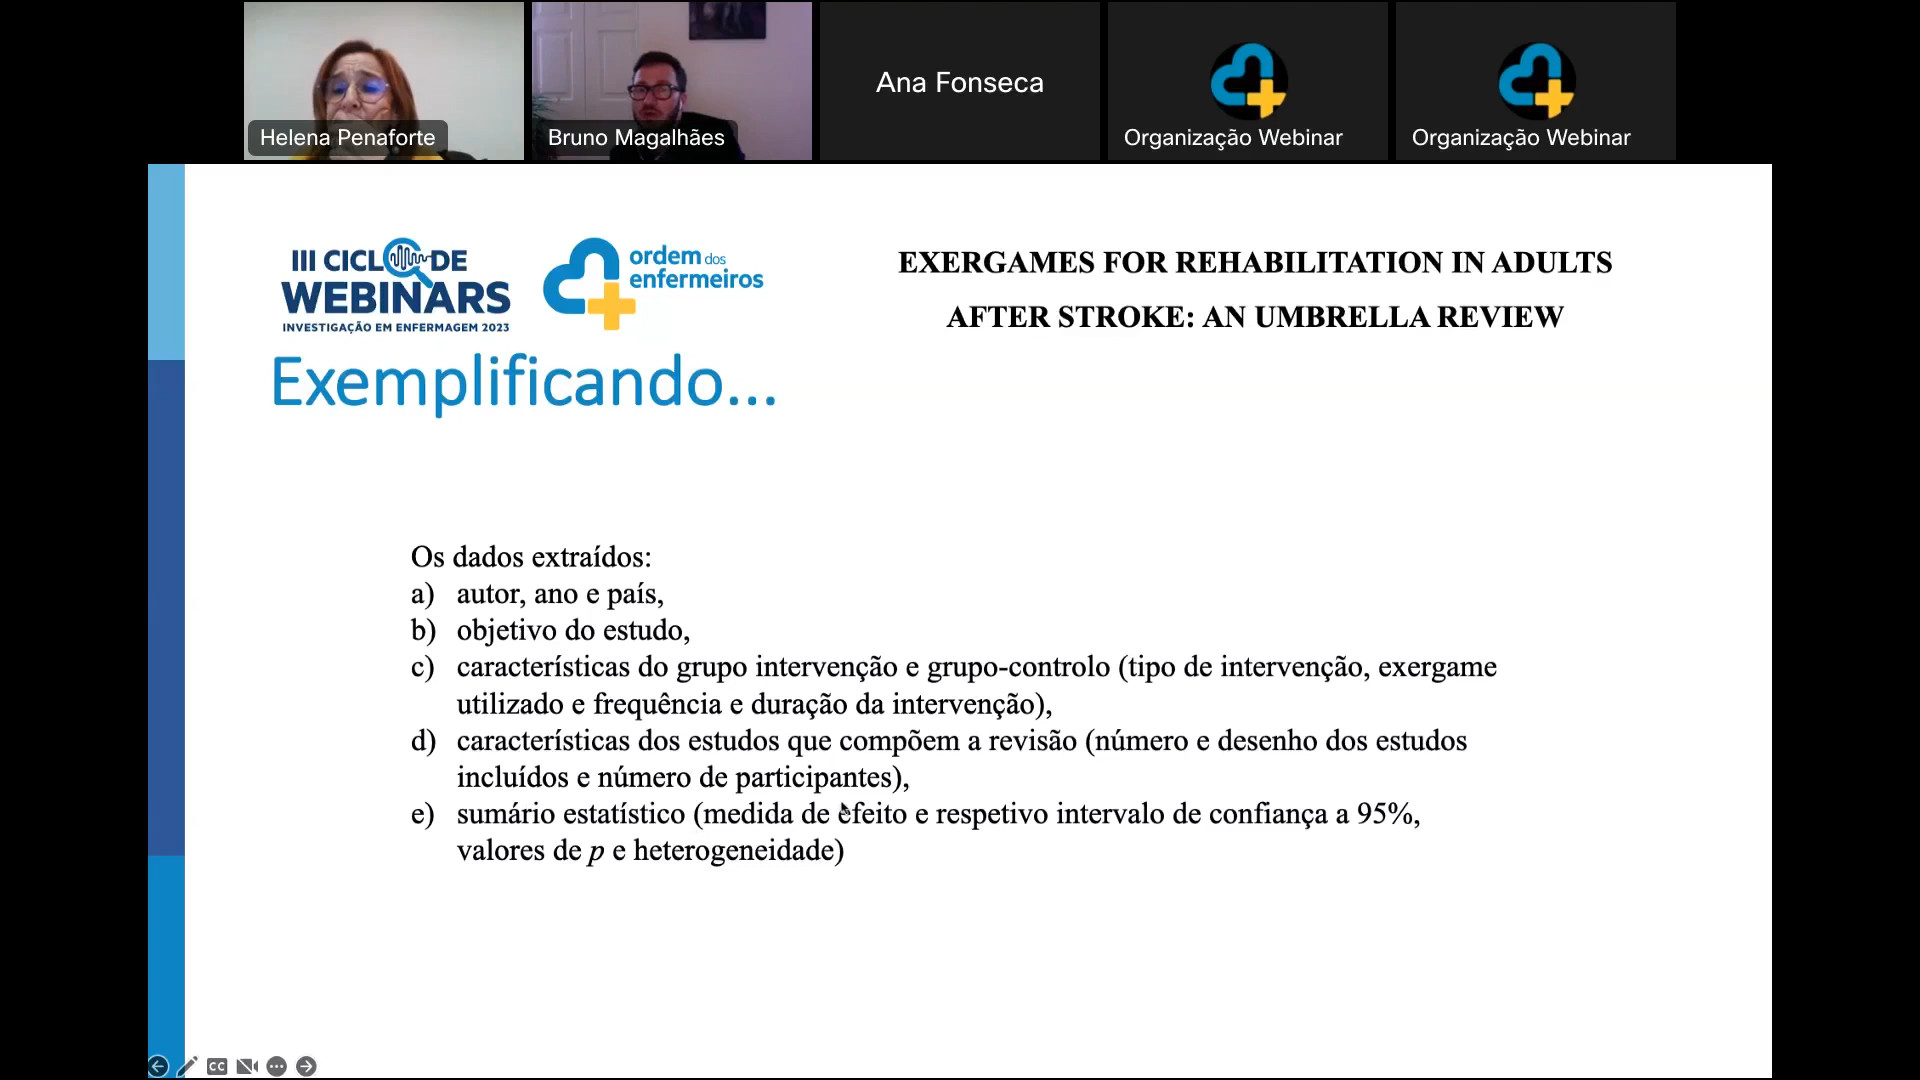 Helena Penaforte
Bruno Magalhães
Ana Fonseca
Organização Webinar
Organização Webinar
III CICLO DE
WEBINARS
INVESTIGAÇÃO EM ENFERMAGEM 2023
ordem dos
enfermeiros
EXERGAMES FOR REHABILITATION IN ADULTS
AFTER STROKE: AN UMBRELLA REVIEW
Exemplificando...
Os dados extraídos:
a) autor, ano e país,
b) objetivo do estudo,
c) características do grupo intervenção e grupo-controlo (tipo de intervenção, exergame
utilizado e frequência e duração da intervenção),
d) características dos estudos que compõem a revisão (número e desenho dos estudos
incluídos e número de participantes),
e) sumário estatístico (medida de efeito e respetivo intervalo de confiança a 95%,
valores de p e heterogeneidade)
CC